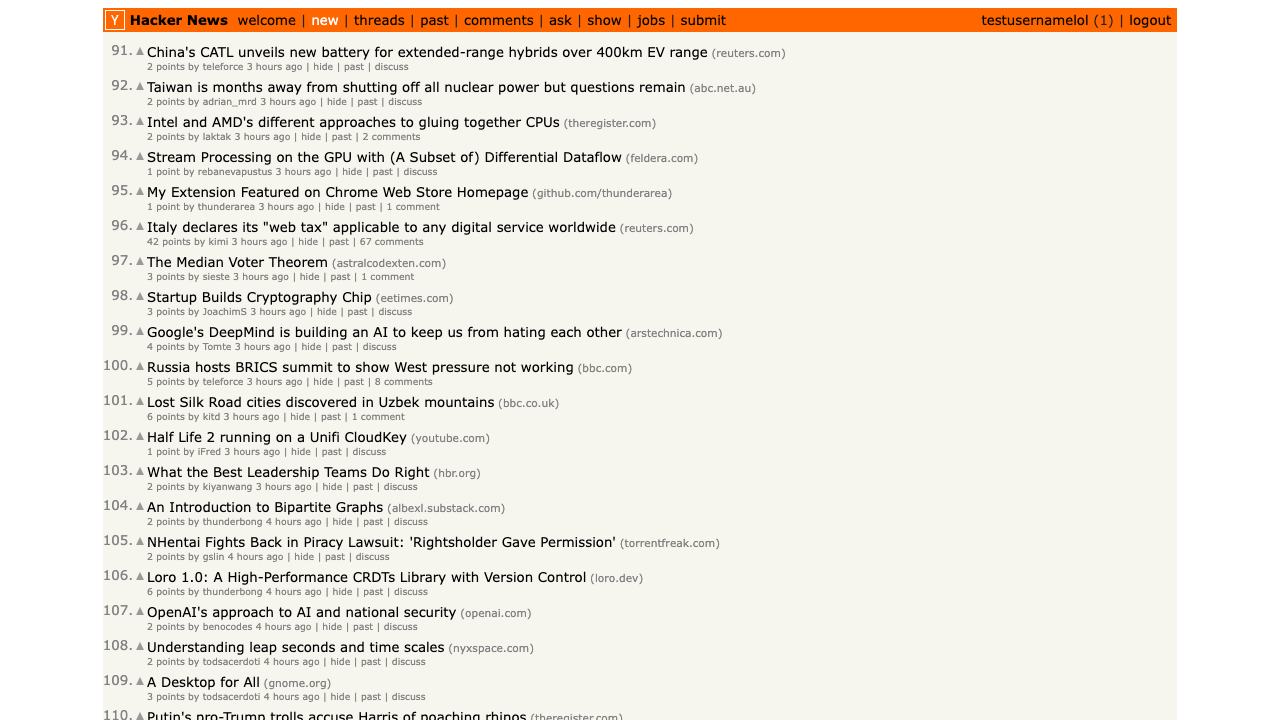 Y Hacker News welcome | new | threads | past | comments | ask | show | jobs | submit testusernamelol (1) | logout
91. China's CATL unveils new battery for extended-range hybrids over 400km EV range (reuters.com)
2 points by teleforce 3 hours ago | hide | past | discuss
92. Taiwan is months away from shutting off all nuclear power but questions remain (abc.net.au)
2 points by adrian_mrd 3 hours ago | hide | past | discuss
93. Intel and AMD's different approaches to gluing together CPUs (theregister.com)
2 points by laktak 3 hours ago | hide | past | 2 comments
94. Stream Processing on the GPU with (A Subset of) Differential Dataflow (feldera.com)
1 point by rebanevapustus 3 hours ago | hide | past | discuss
95. My Extension Featured on Chrome Web Store Homepage (github.com/thunderarea)
1 point by thunderarea 3 hours ago | hide | past | 1 comment
96. Italy declares its "web tax" applicable to any digital service worldwide (reuters.com)
42 points by kimi 3 hours ago | hide | past | 67 comments
97. The Median Voter Theorem (astralcodexten.com)
3 points by sieste 3 hours ago | hide | past | 1 comment
98. Startup Builds Cryptography Chip (eetimes.com)
3 points by JoachimS 3 hours ago | hide | past | discuss
99. Google's DeepMind is building an AI to keep us from hating each other (arstechnica.com)
4 points by Tomte 3 hours ago | hide | past | discuss
100. Russia hosts BRICS summit to show West pressure not working (bbc.com)
5 points by teleforce 3 hours ago | hide | past | 8 comments
101. Lost Silk Road cities discovered in Uzbek mountains (bbc.co.uk)
6 points by kitd 3 hours ago | hide | past | 1 comment
102. Half Life 2 running on a Unifi CloudKey (youtube.com)
1 point by iFred 3 hours ago | hide | past | discuss
103. What the Best Leadership Teams Do Right (hbr.org)
2 points by kiyanwang 3 hours ago | hide | past | discuss
104. An Introduction to Bipartite Graphs (albexl.substack.com)
2 points by thunderbong 4 hours ago | hide | past | discuss
105. NHentai Fights Back in Piracy Lawsuit: 'Rightsholder Gave Permission' (torrentfreak.com)
2 points by gslin 4 hours ago | hide | past | discuss
106. Loro 1.0: A High-Performance CRDTs Library with Version Control (loro.dev)
6 points by thunderbong 4 hours ago | hide | past | discuss
107. OpenAI's approach to AI and national security (openai.com)
2 points by benocodes 4 hours ago | hide | past | discuss
108. Understanding leap seconds and time scales (nyxspace.com)
2 points by todsacerdoti 4 hours ago | hide | past | discuss
109. A Desktop for All (gnome.org)
3 points by todsacerdoti 4 hours ago | hide | past | discuss
110. Putin's pro-Trump trolls accuse Harris of poaching rhinos (theregister.com)